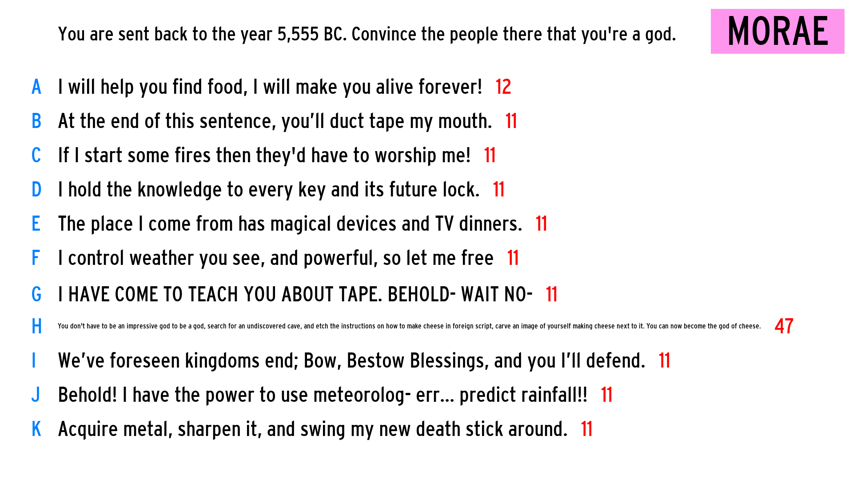 You are sent back to the year 5,555 BC. Convince the people there that you're a god.
MORAE
A I will help you find food, I will make you alive forever! 12
B At the end of this sentence, you’ll duct tape my mouth. 11
C If I start some fires then they'd have to worship me! 11
D I hold the knowledge to every key and its future lock. 11
E The place I come from has magical devices and TV dinners. 11
F I control weather you see, and powerful, so let me free 11
G I HAVE COME TO TEACH YOU ABOUT TAPE. BEHOLD- WAIT NO- 11
H You don't have to be an impressive god to be a god, search for an undiscovered cave, and etch the instructions on how to make cheese in foreign script, carve an image of yourself making cheese next to it. You can now become the god of cheese. 47
I We’ve foreseen kingdoms end; Bow, Bestow Blessings, and you I’ll defend. 11
J Behold! I have the power to use meteorolog- err... predict rainfall!! 11
K Acquire metal, sharpen it, and swing my new death stick around. 11